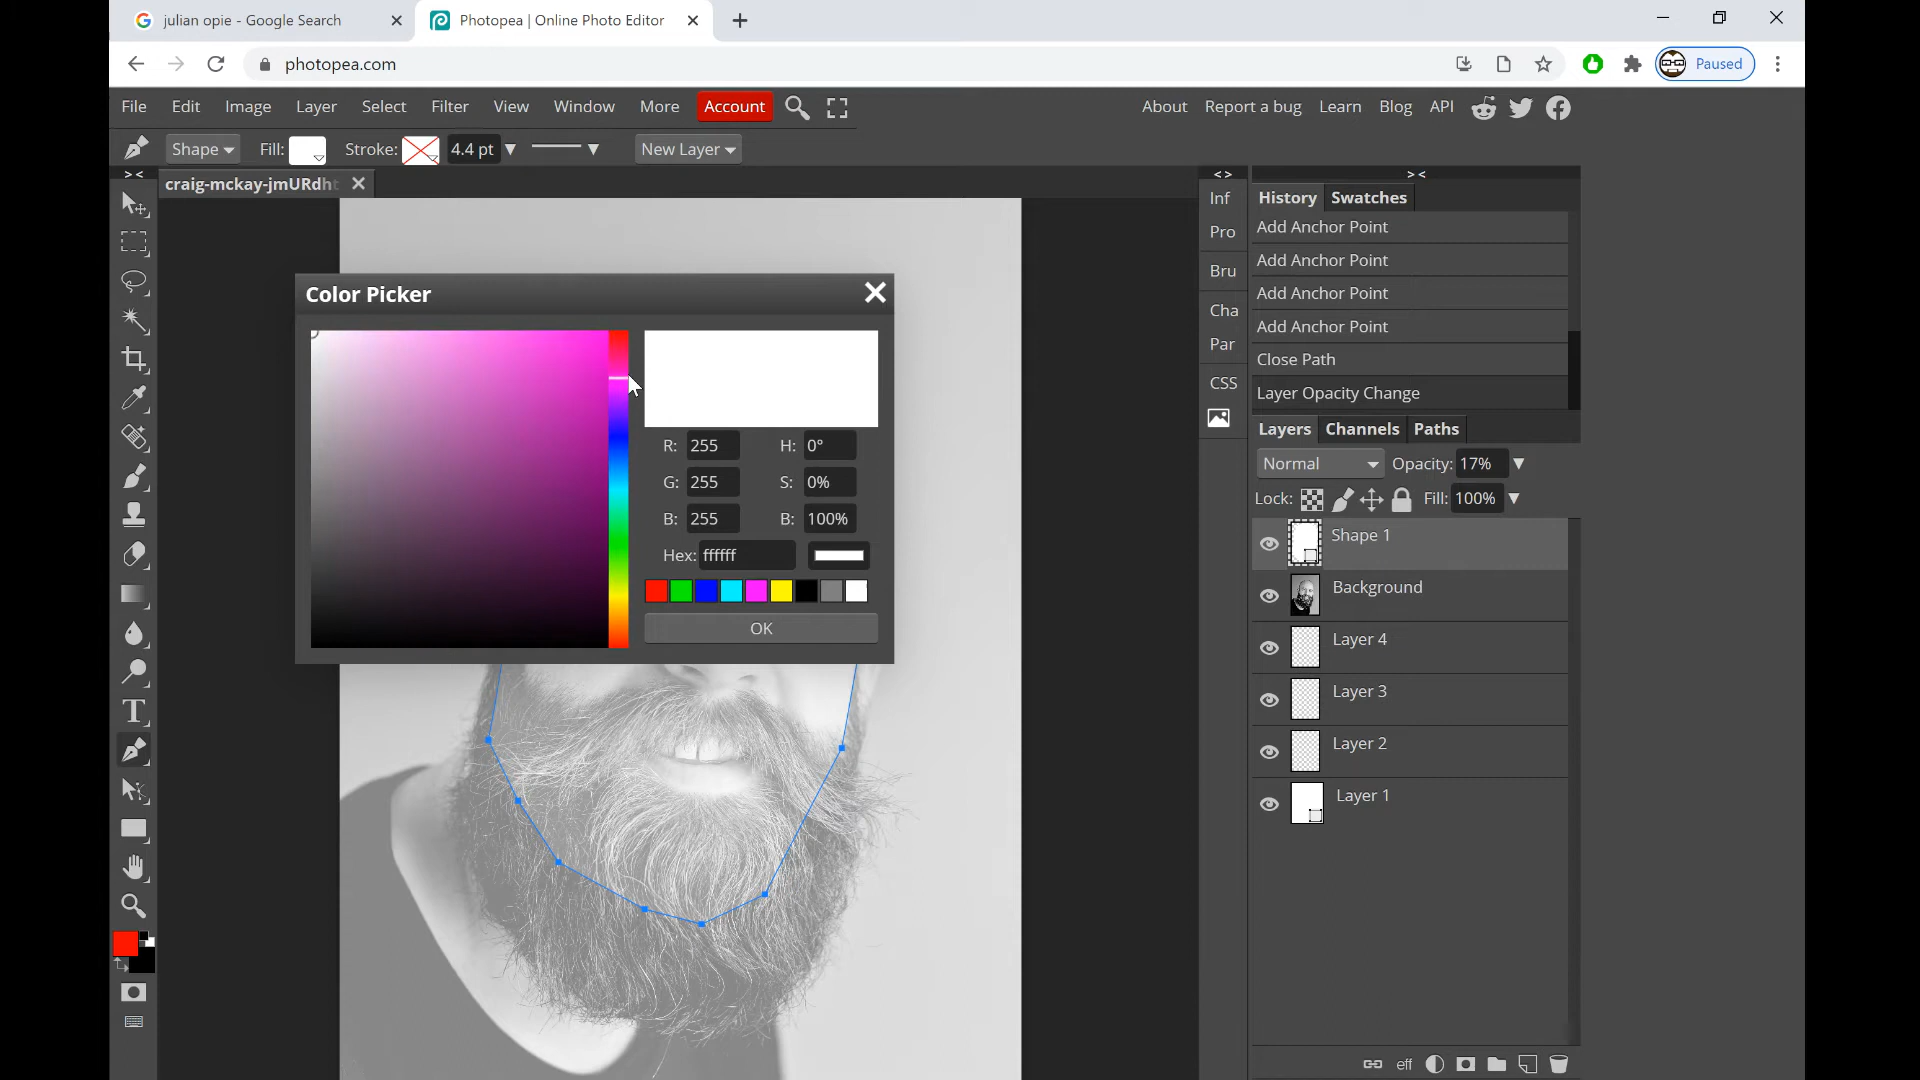 julian opie - Google Search
Photopea | Online Photo Editor
photopea.com
Paused
File Edit Image Layer Select Filter View Window More Account
About Report a bug Learn Blog API
Shape Fill: Stroke: 4.4 pt New Layer
> <
craig-mckay-jmURdht
< >
> <
Inf
Pro
Bru
Cha
Par
CSS
History Swatches
Add Anchor Point
Add Anchor Point
Add Anchor Point
Add Anchor Point
Close Path
Layer Opacity Change
Layers Channels Paths
Normal Opacity: 17%
Lock: Fill: 100%
Shape 1
Background
Layer 4
Layer 3
Layer 2
Layer 1
eff
Color Picker
R: 255 H: 0°
G: 255 S: 0%
B: 255 B: 100%
Hex: ffffff
OK